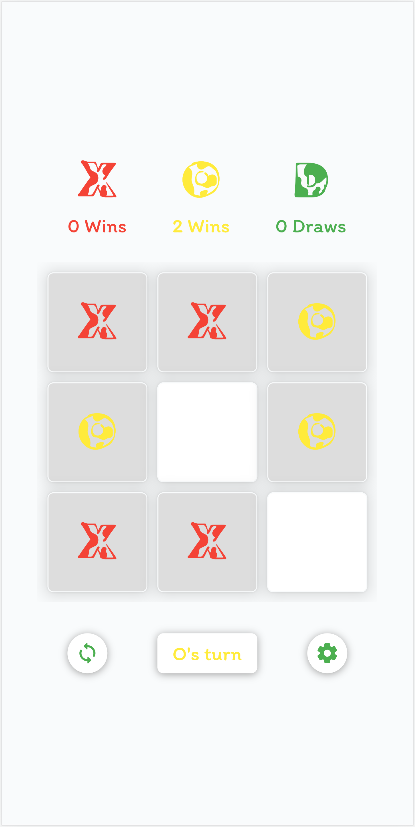 X O D
0 Wins 2 Wins 0 Draws
X X O
O O
X X
O's turn